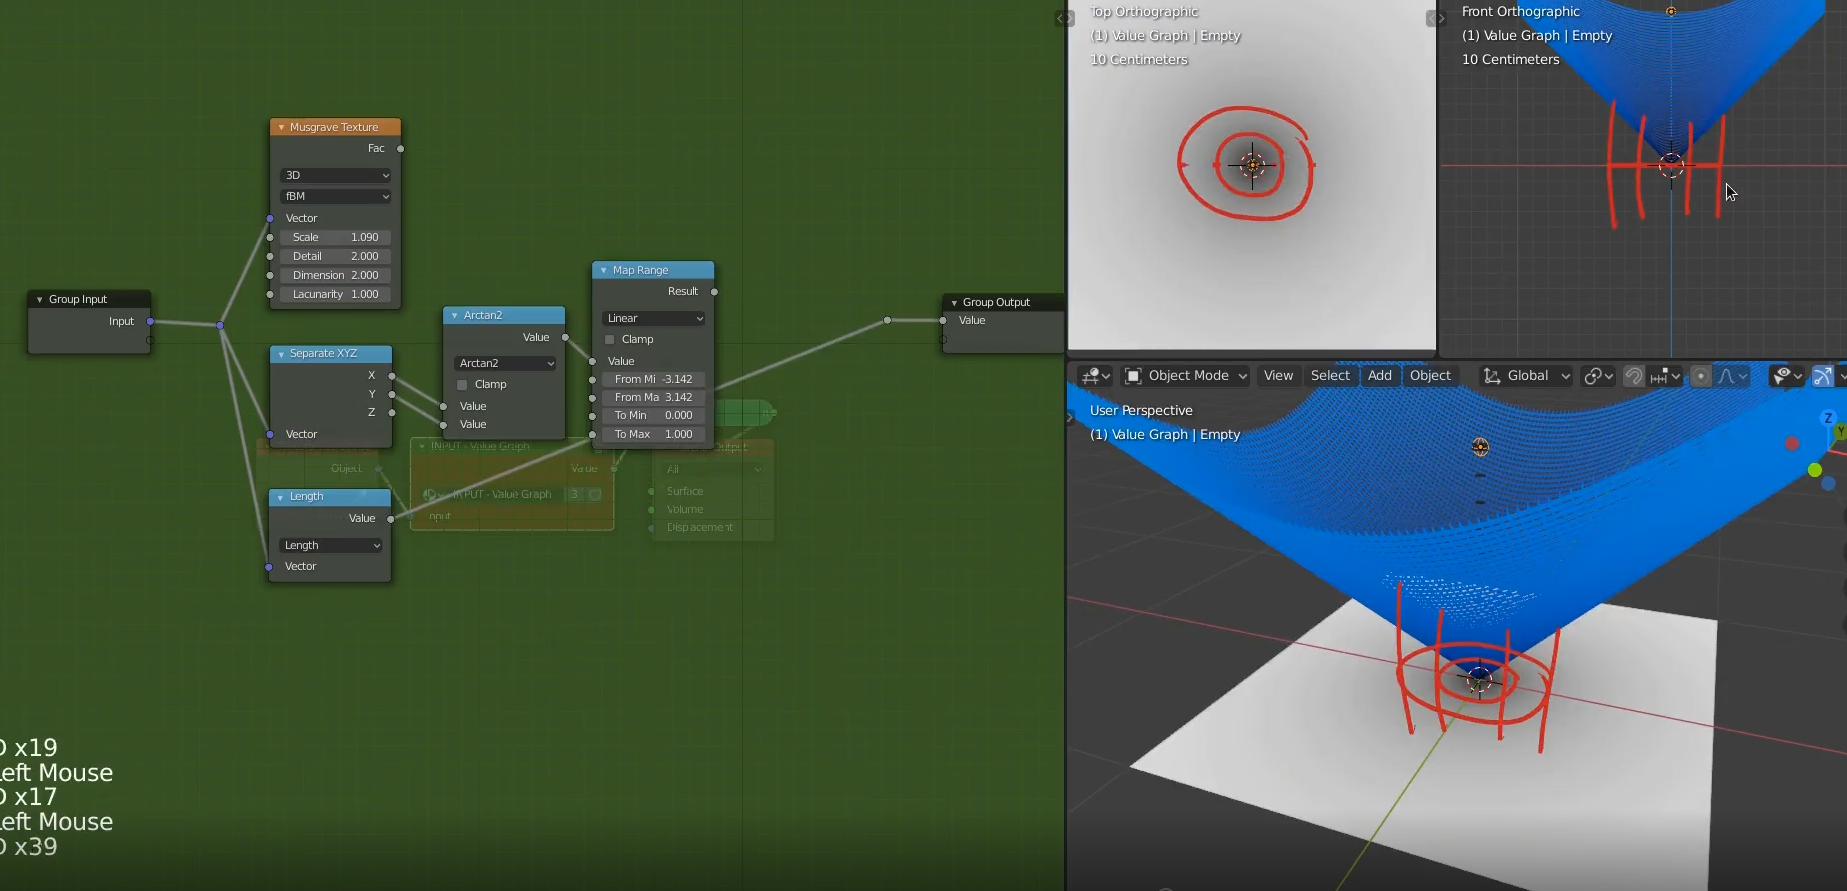 Musgrave Texture
Fac
3D
fBM
Vector
Scale 1.090
Detail 2.000
Dimension 2.000
Lacunarity 1.000
Group Input
Input
Separate XYZ
X
Y
Z
Vector
Length
Value
Length
Vector
Arctan2
Value
Arctan2
Clamp
Value
Value
Map Range
Result
Linear
Clamp
Value
From Mi -3.142
From Ma 3.142
To Min 0.000
To Max 1.000
Group Output
Value
Object
INPUT - Value Graph
Value
INPUT - Value Graph 3
Input
Output
All
Surface
Volume
Displacement
D x19
Left Mouse
D x17
Left Mouse
D x39
Top Orthographic
(1) Value Graph | Empty
10 Centimeters
Front Orthographic
(1) Value Graph | Empty
10 Centimeters
Object Mode View Select Add Object Global
User Perspective
(1) Value Graph | Empty
Z
Y